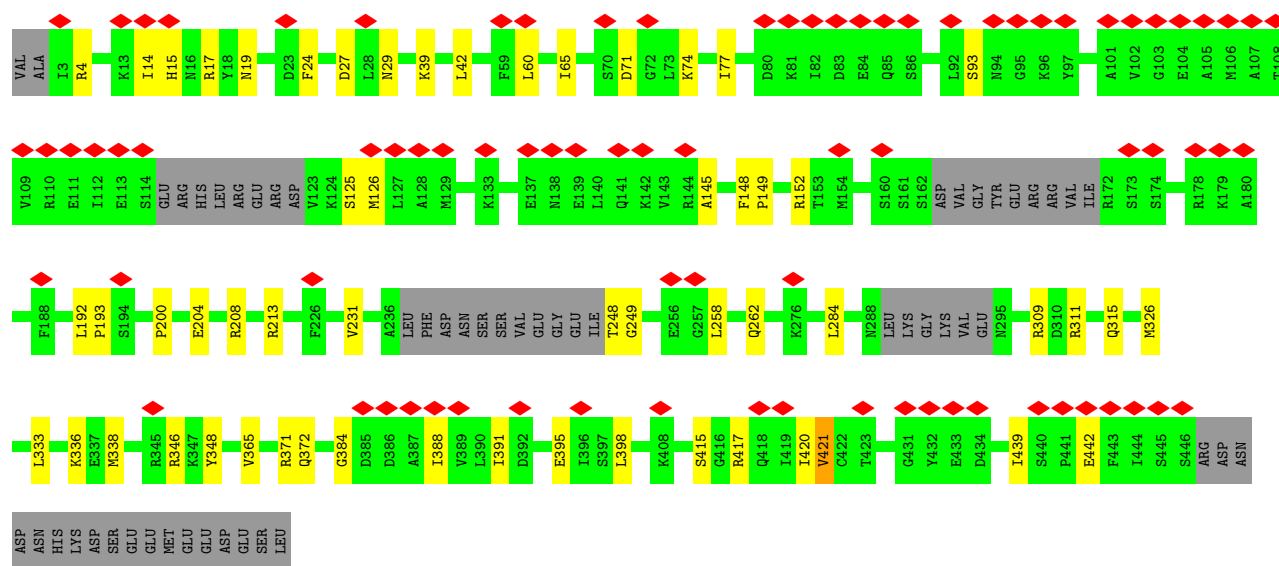 VAL ALA I3 R4 K13 I14 H15 N16 R17 Y18 N19 D23 F24 D27 L28 N29 K39 L42 F59 L60 I65 S70 D71 G72 L73 K74 I77 D80 K81 I82 D83 E84 Q85 S86 L92 S93 N94 G95 K96 Y97 A101 V102 G103 E104 A105 M106 A107 T108
V109 R110 E111 I112 E113 S114 GLU ARG HIS LEU ARG GLU ARG ASP V123 K124 S125 M126 L127 A128 M129 K133 E137 N138 E139 L140 Q141 K142 V143 R144 A145 F148 P149 R152 T153 M154 S160 S161 S162 ASP VAL GLY TYR GLU ARG ARG VAL ILE R172 S173 S174 R178 K179 A180
F188 L192 P193 S194 P200 E204 R208 R213 F226 V231 A236 LEU PHE ASP ASN SER SER VAL GLU GLY GLU ILE T248 G249 E256 G257 L258 Q262 K276 L284 N288 LEU LYS GLY LYS VAL GLU N295 R309 D310 R311 Q315 M326
L333 K336 E337 M338 R345 R346 K347 Y348 V365 R371 Q372 G384 D385 D386 A387 I388 V389 L390 I391 D392 E395 I396 S397 L398 K408 S415 G416 R417 Q418 I419 I420 V421 C422 T423 G431 Y432 E433 D434 I439 S440 P441 E442 F443 I444 S445 S446 ARG ASP ASN
ASP ASN HIS LYS ASP SER GLU GLU MET GLU GLU ASP GLU SER LEU